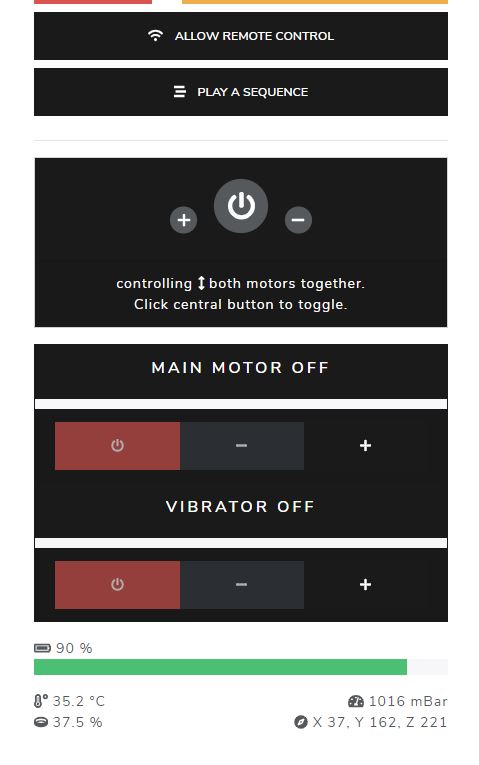 ALLOW REMOTE CONTROL
PLAY A SEQUENCE
controlling both motors together.
Click central button to toggle.
MAIN MOTOR OFF
VIBRATOR OFF
90 %
35.2 °C
1016 mBar
37.5 %
X 37, Y 162, Z 221